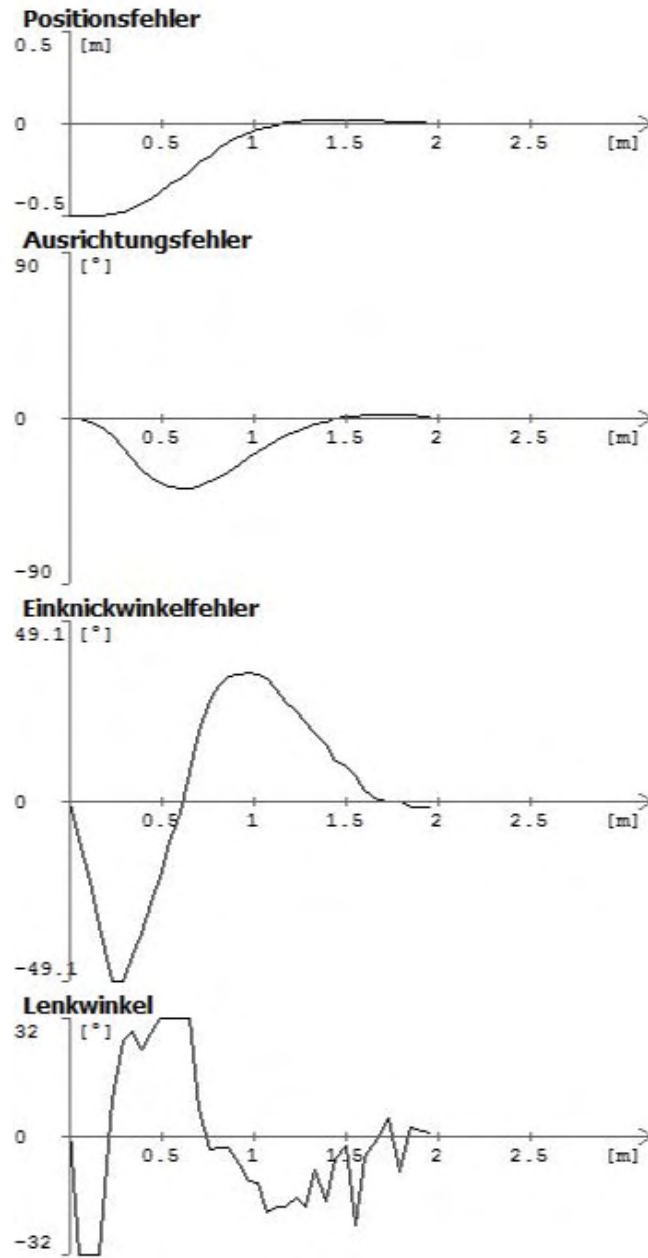 Positionsfehler
0.5 [m]
0
0.5 1 1.5 2 2.5 [m]
-0.5
Ausrichtungsfehler
90 [°]
0
0.5 1 1.5 2 2.5 [m]
-90
Einknickwinkelfehler
49.1 [°]
0
0.5 1 1.5 2 2.5 [m]
-49.1
Lenkwinkel
32 [°]
0
0.5 1 1.5 2 2.5 [m]
-32